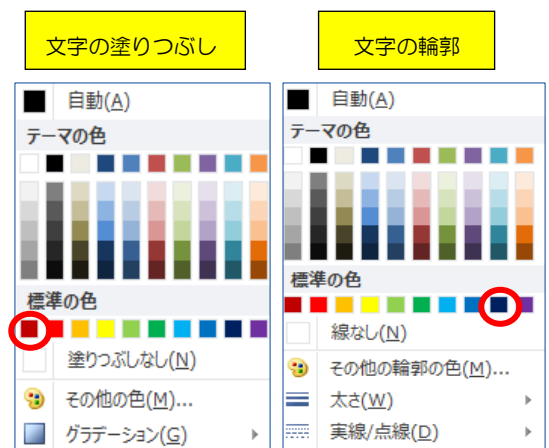 文字の塗りつぶし
自動(A)
テーマの色
標準の色
塗りつぶしなし(N)
その他の色(M)...
グラデーション(G)
文字の輪郭
自動(A)
テーマの色
標準の色
線なし(N)
その他の輪郭の色(M)...
太さ(W)
実線/点線(D)